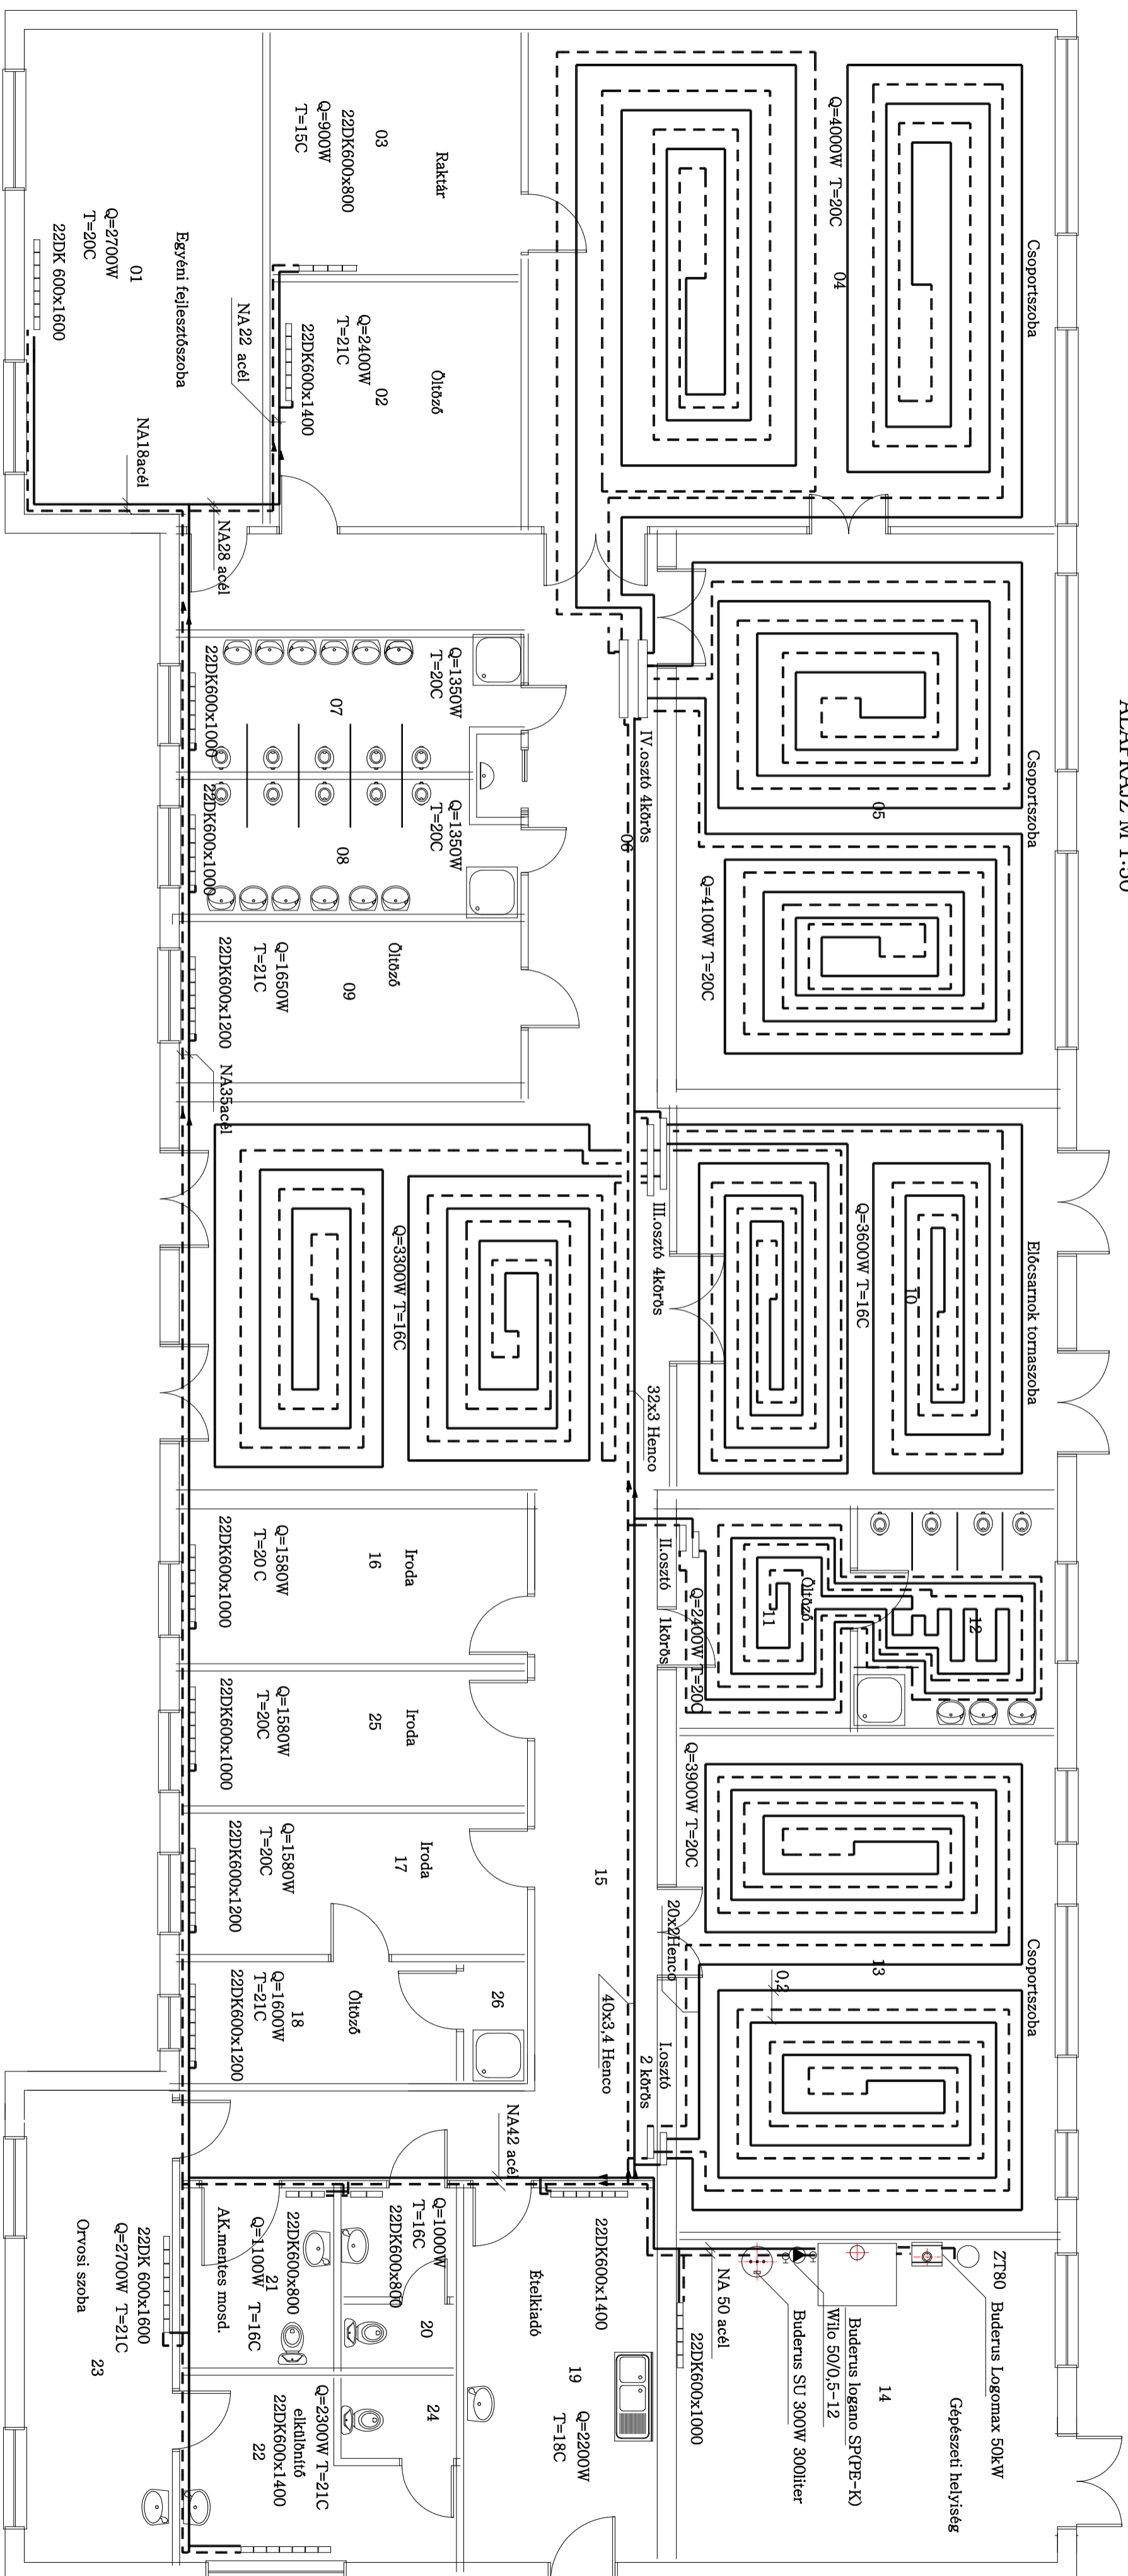 ALAPRAJZ M 1:50
Csoportszoba
Q=4000W T=20C
04
Raktár
03
22DK600x800
Q=900W
T=15C
Öltöző
02
Q=2400W
T=21C
22DK600x1400
NA22 acél
Egyéni fejlesztőszoba
01
Q=2700W
T=20C
22DK 600x1600
NA18acél
NA28 acél
Csoportszoba
05
Q=4100W T=20C
IV.osztó 4körös
06
Q=1350W
T=20C
07
22DK600x1000
Q=1350W
T=20C
08
22DK600x1000
Öltöző
09
Q=1650W
T=21C
22DK600x1200
NA35acél
Előcsarnok tornaszoba
10
Q=3600W T=16C
III.osztó 4körös
Q=3300W T=16C
32x3 Henco
12
Öltöző
11
Q=2400W T=20C
II.osztó 1körös
Iroda
16
Q=1580W
T=20C
22DK600x1000
Iroda
25
Q=1580W
T=20C
22DK600x1000
Iroda
17
Q=1580W
T=20C
22DK600x1200
15
Csoportszoba
13
Q=3900W T=20C
0,2
20x2Henco
I.osztó
2 körös
40x3,4 Henco
26
Öltöző
18
Q=1600W
T=21C
22DK600x1200
NA42 acél
ZT80 Buderus Logomax 50kW
Gépészeti helyiség
14
Buderus logano SP(PE-K)
Wilo 50/0,5-12
Buderus SU 300W 300liter
NA 50 acél
22DK600x1000
22DK600x1400
19
Q=2200W
T=18C
Ételkiadó
Q=1000W
T=16C
22DK600x800
20
24
22DK600x800
21
Q=1100W T=16C
AK.mentes mosd.
Q=2300W T=21C
elkülönítő
22DK600x1400
22
22DK 600x1600
Q=2700W T=21C
Orvosi szoba
23